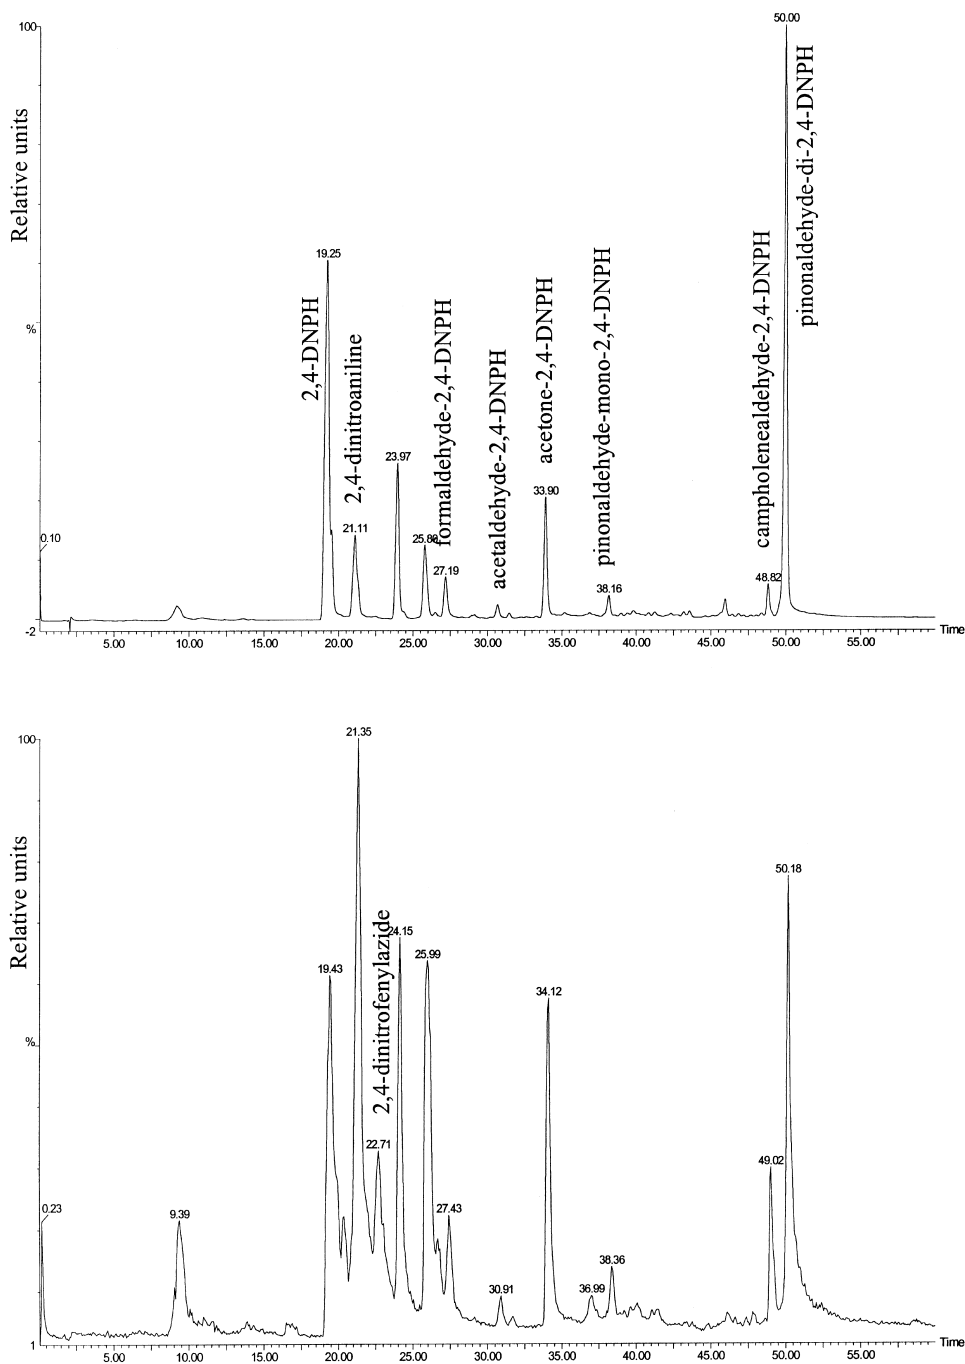 100
50.00
Relative units
pinonaldehyde-di-2,4-DNPH
19.25
2,4-DNPH
%
2,4-dinitroaniline
formaldehyde-2,4-DNPH
acetaldehyde-2,4-DNPH
acetone-2,4-DNPH
pinonaldehyde-mono-2,4-DNPH
campholenealdehyde-2,4-DNPH
23.97
33.90
0.10
21.11
27.19
38.16
48.82
-2
Time
5.00 10.00 15.00 20.00 25.00 30.00 35.00 40.00 45.00 50.00 55.00
100
21.35
Relative units
50.18
2,4-dinitrofenylazide
24.15
25.99
19.43
34.12
%
22.71
49.02
0.23
9.39
27.43
38.36
30.91
36.99
1
Time
5.00 10.00 15.00 20.00 25.00 30.00 35.00 40.00 45.00 50.00 55.00